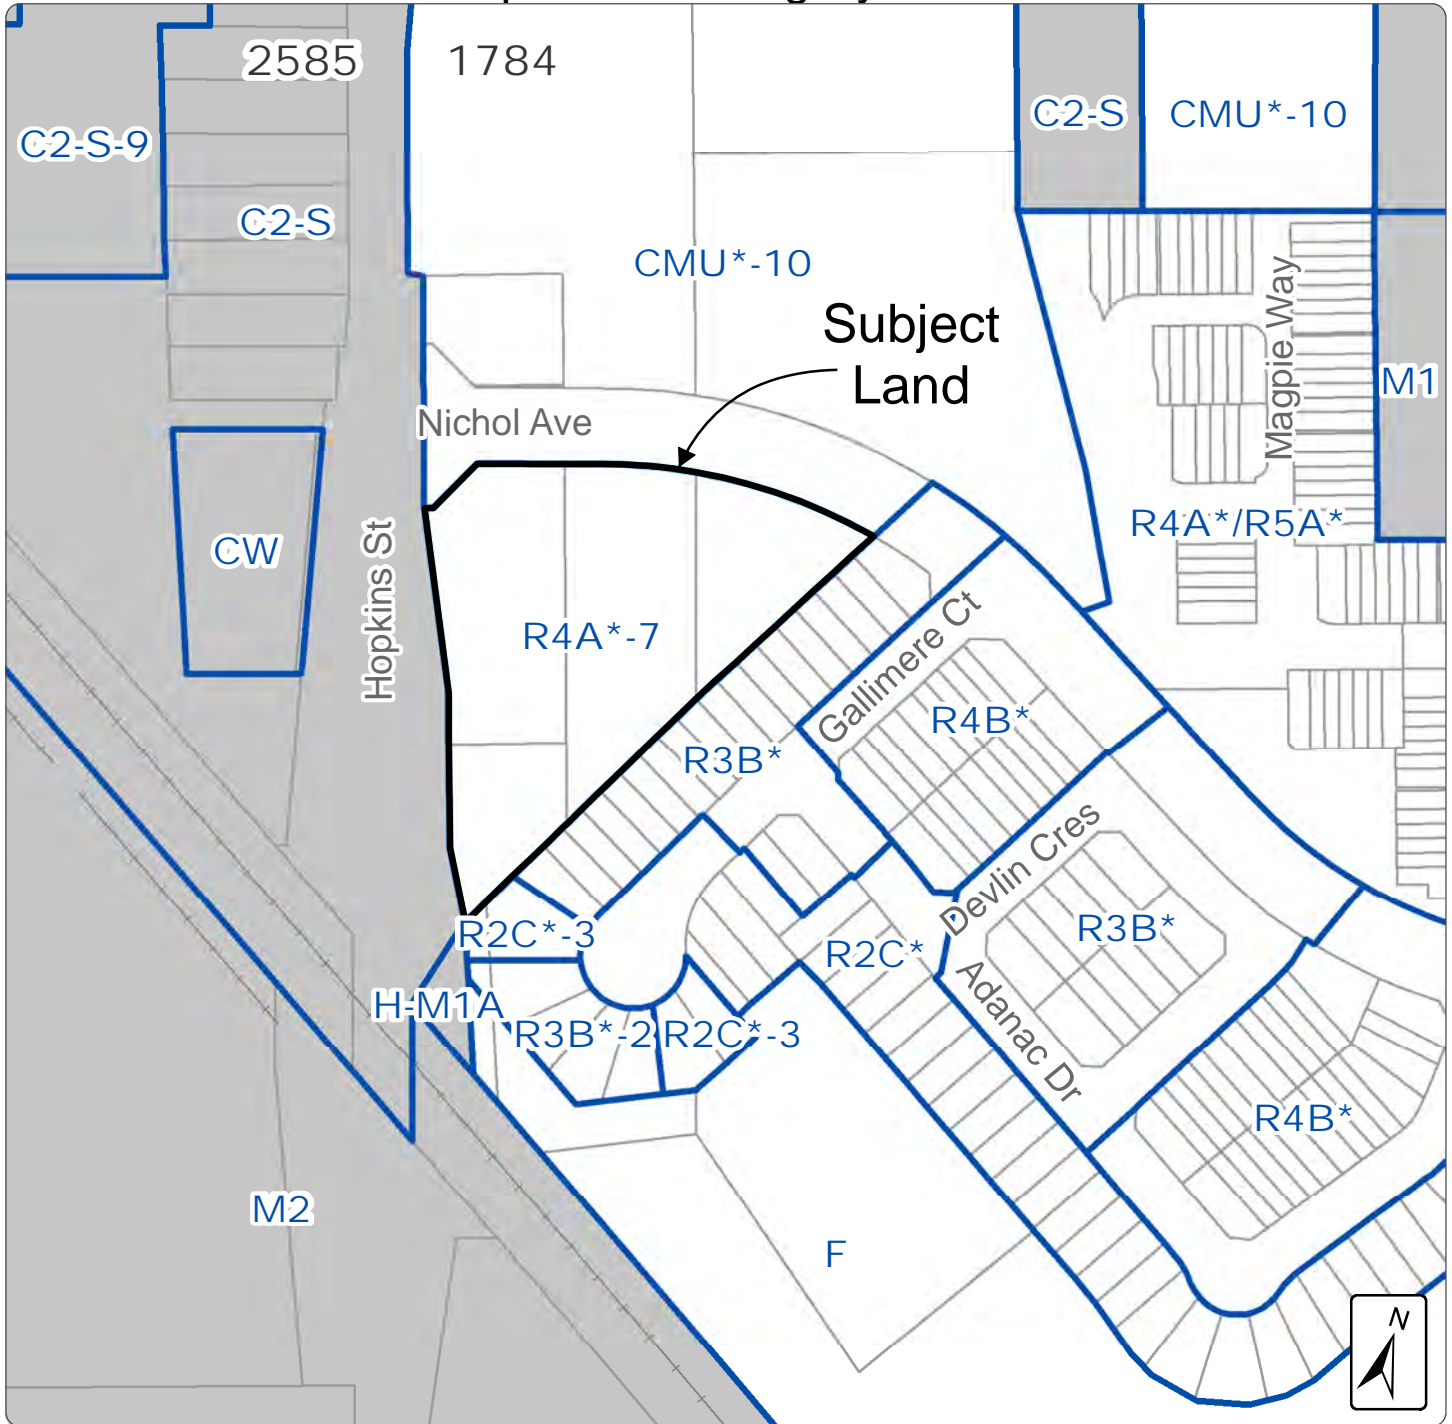 2585
1784
C2-S-9
C2-S
C2-S
CMU*-10
CMU*-10
Subject
Land
Magpie Way
M1
Nichol Ave
R4A*/R5A*
CW
Hopkins St
R4A*-7
Gallimere Ct
R4B*
R3B*
Devlin Cres
R2C*-3
R2C*
R3B*
H-M1A
R3B*-2
R2C*-3
Adanac Dr
R4B*
M2
F
N